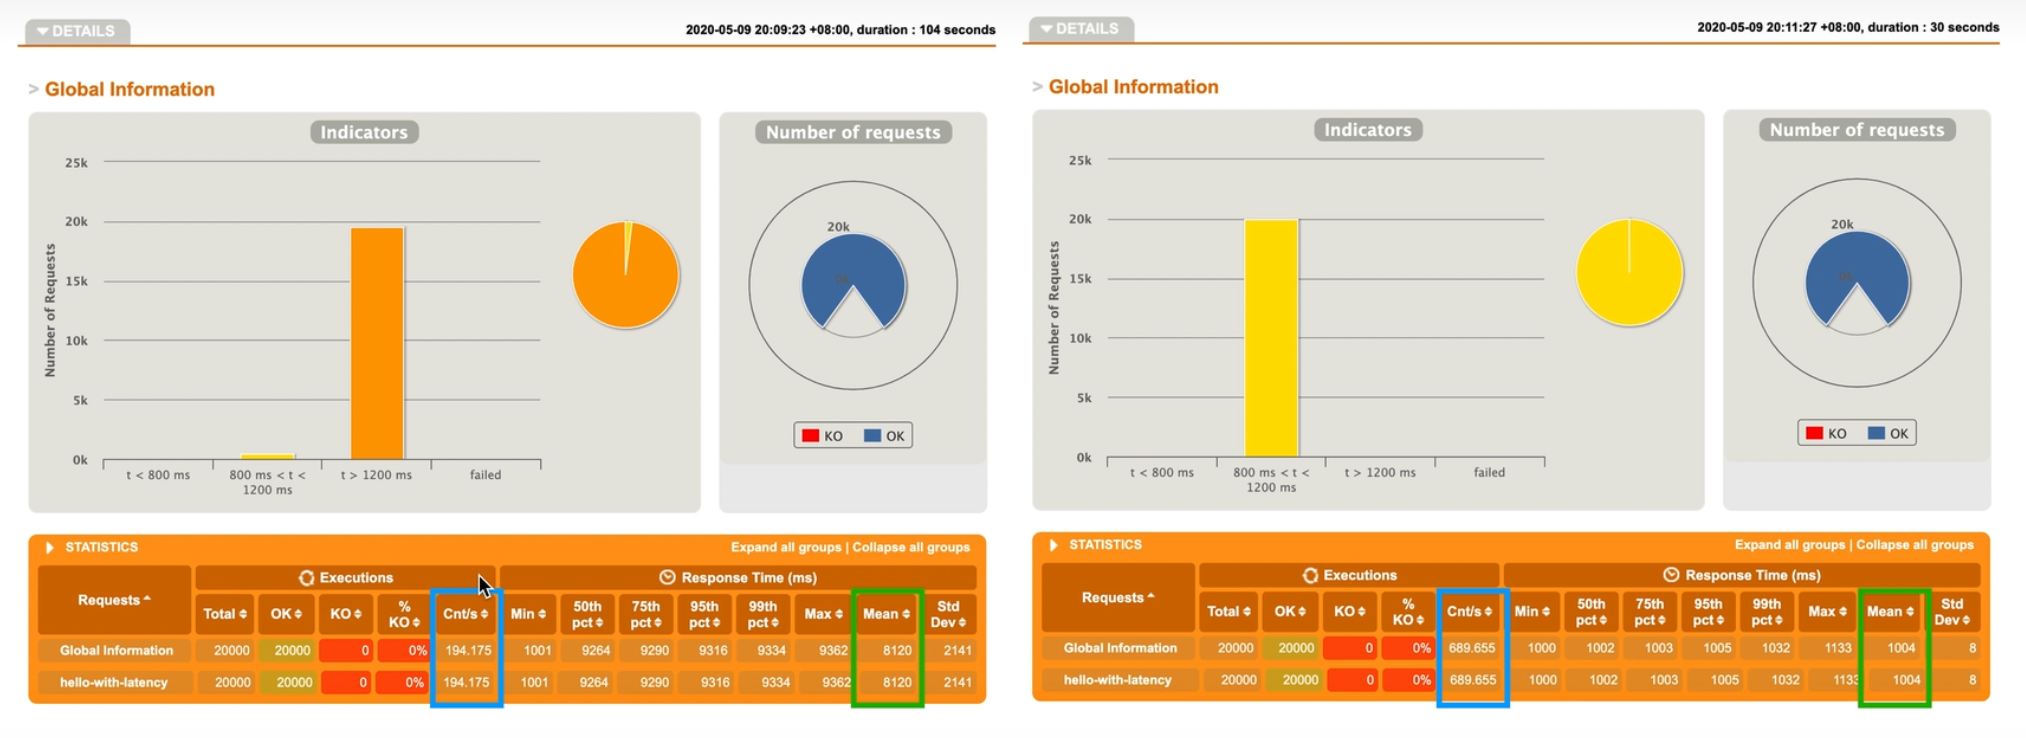 DETAILS
2020-05-09 20:09:23 +08:00, duration : 104 seconds
> Global Information
Indicators
Number of Requests
25k
20k
15k
10k
5k
0k
t < 800 ms
800 ms < t <
1200 ms
t > 1200 ms
failed
Number of requests
20k
0k
KO OK
STATISTICS
Expand all groups | Collapse all groups
Executions Response Time (ms)
Requests Total OK KO % KO Cnt/s Min 50th pct 75th pct 95th pct 99th pct Max Mean Std Dev
Global Information 20000 20000 0 0% 194.175 1001 9264 9290 9316 9334 9362 8120 2141
hello-with-latency 20000 20000 0 0% 194.175 1001 9264 9290 9316 9334 9362 8120 2141
DETAILS
2020-05-09 20:11:27 +08:00, duration : 30 seconds
> Global Information
Indicators
Number of Requests
25k
20k
15k
10k
5k
0k
t < 800 ms
800 ms < t <
1200 ms
t > 1200 ms
failed
Number of requests
20k
0k
KO OK
STATISTICS
Expand all groups | Collapse all groups
Executions Response Time (ms)
Requests Total OK KO % KO Cnt/s Min 50th pct 75th pct 95th pct 99th pct Max Mean Std Dev
Global Information 20000 20000 0 0% 689.655 1000 1002 1003 1005 1032 1133 1004 8
hello-with-latency 20000 20000 0 0% 689.655 1000 1002 1003 1005 1032 1133 1004 8